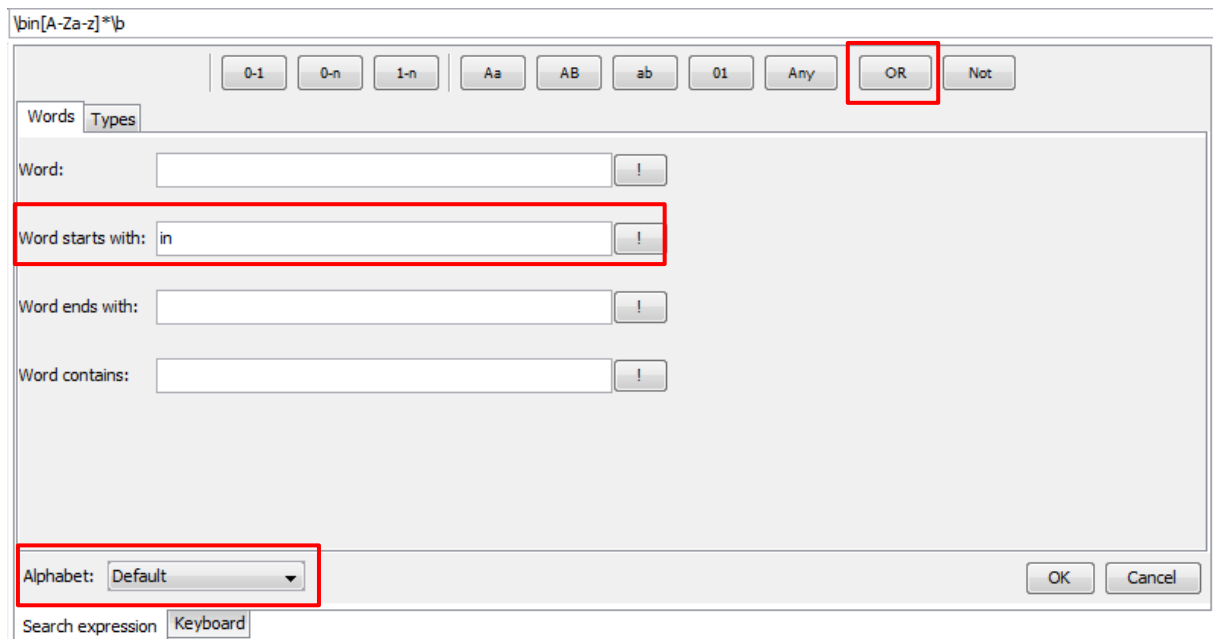 \bin[A-Za-z]*\b
0-1 0-n 1-n Aa AB ab 01 Any OR Not
Words Types
Word: !
Word starts with: in !
Word ends with: !
Word contains: !
Alphabet: Default OK Cancel
Search expression Keyboard